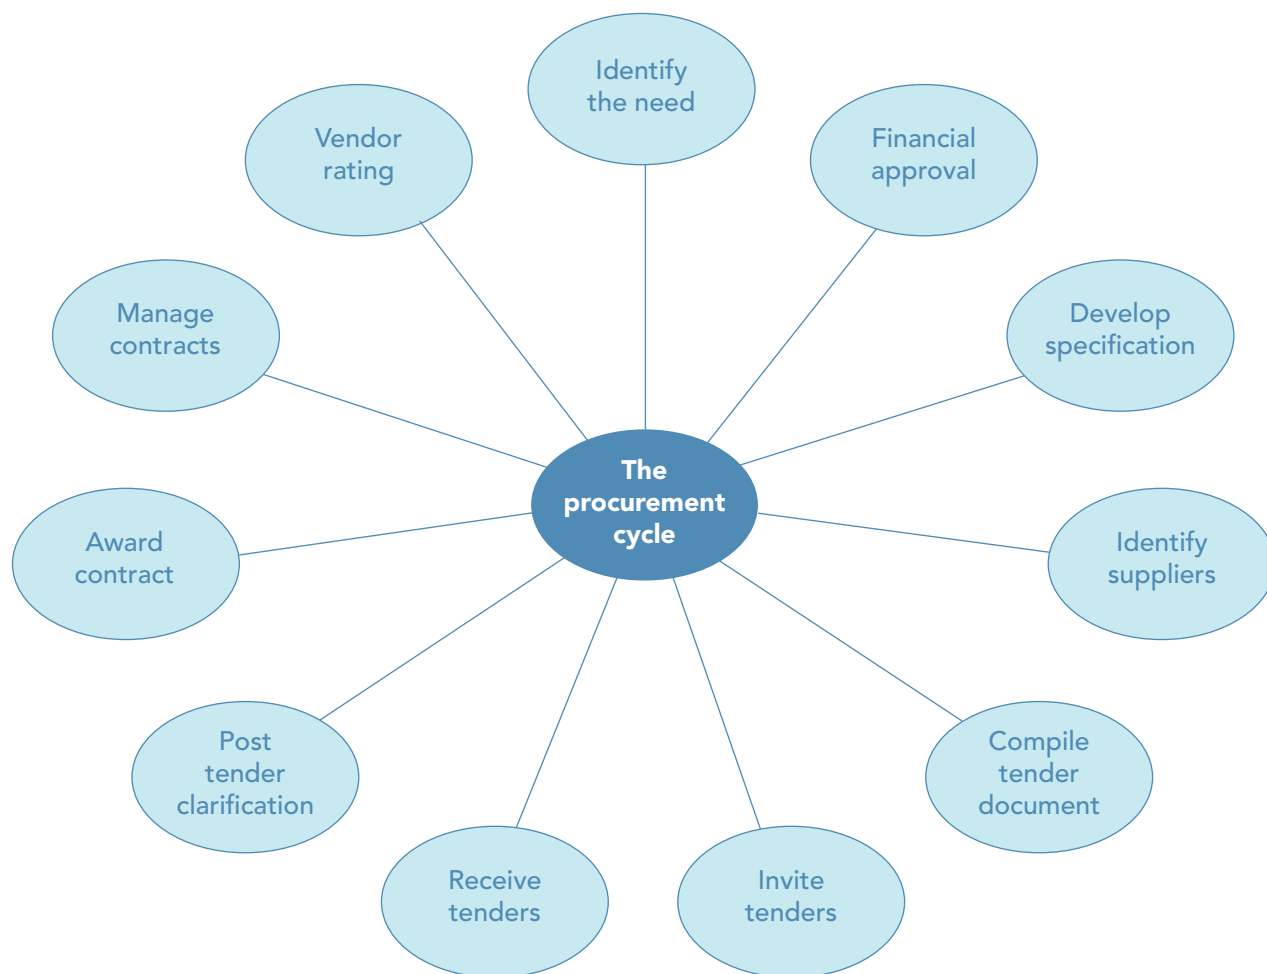 Identify
the need
Financial
approval
Develop
specification
Identify
suppliers
Compile
tender
document
Invite
tenders
Receive
tenders
Post
tender
clarification
Award
contract
Manage
contracts
Vendor
rating
The
procurement
cycle